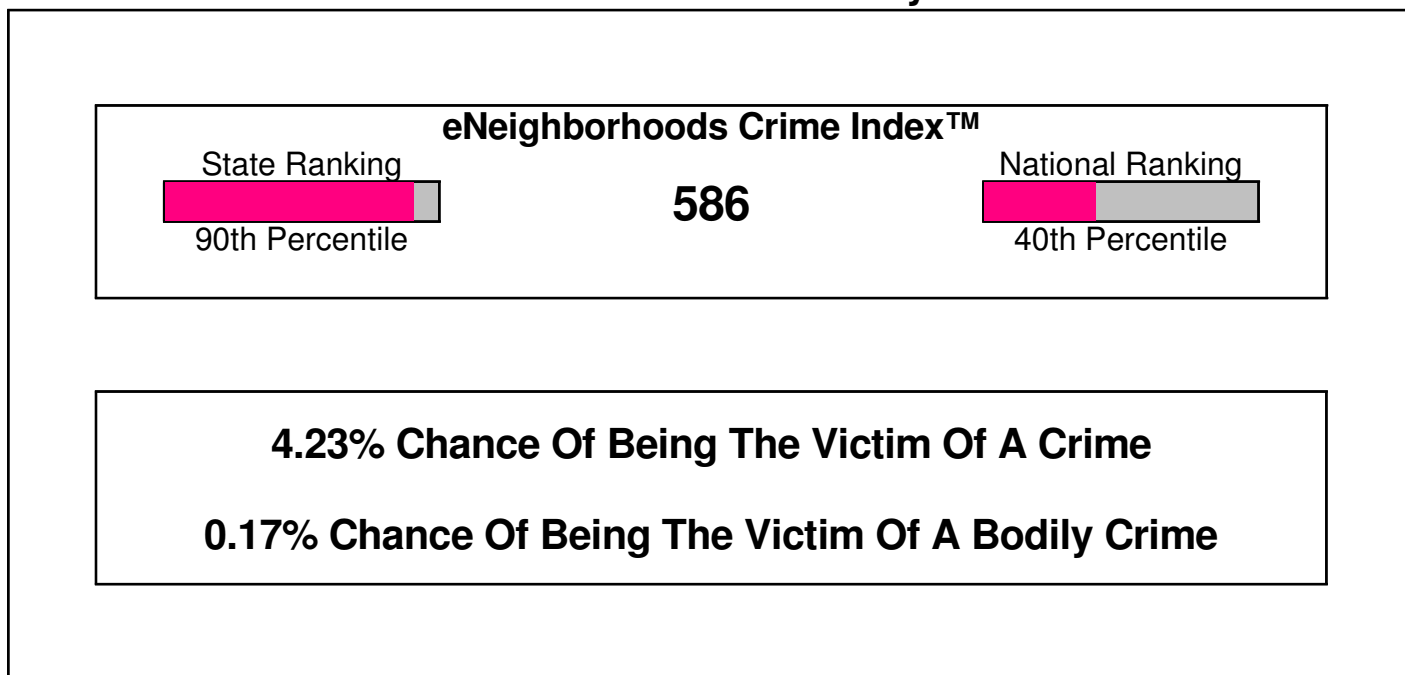 eNeighborhoods Crime Index™
State Ranking
90th Percentile
586
National Ranking
40th Percentile
4.23% Chance Of Being The Victim Of A Crime
0.17% Chance Of Being The Victim Of A Bodily Crime